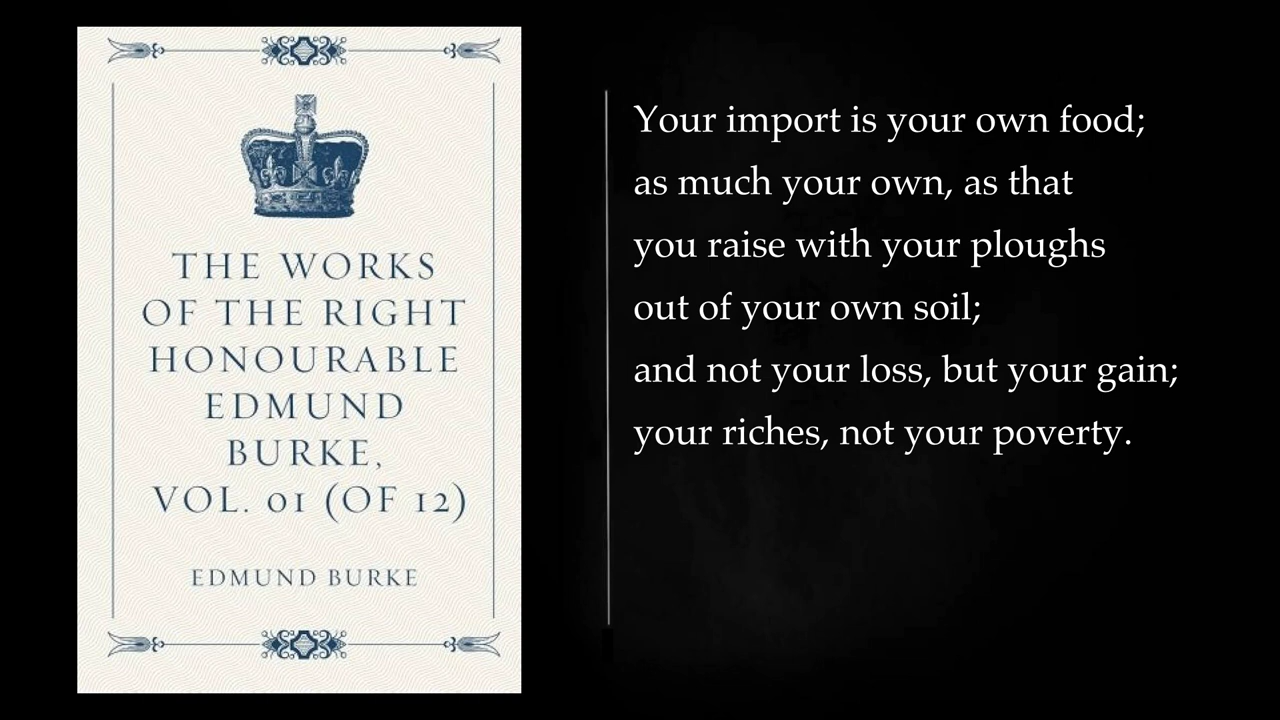 THE WORKS
OF THE RIGHT
HONOURABLE
EDMUND
BURKE,
VOL. 01 (OF 12)
EDMUND BURKE
Your import is your own food;
as much your own, as that
you raise with your ploughs
out of your own soil;
and not your loss, but your gain;
your riches, not your poverty.